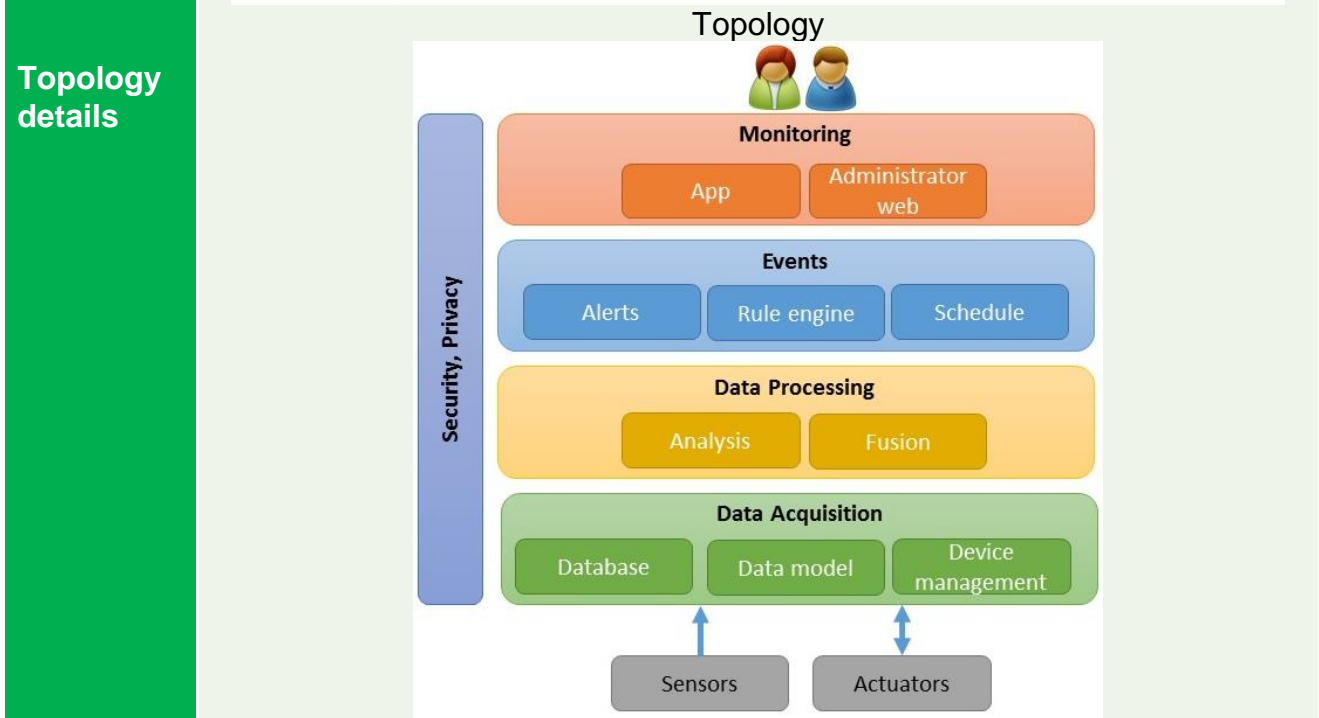 Topology
details
Topology
Monitoring
App
Administrator
web
Events
Alerts
Rule engine
Schedule
Security, Privacy
Data Processing
Analysis
Fusion
Data Acquisition
Database
Data model
Device
management
Sensors
Actuators